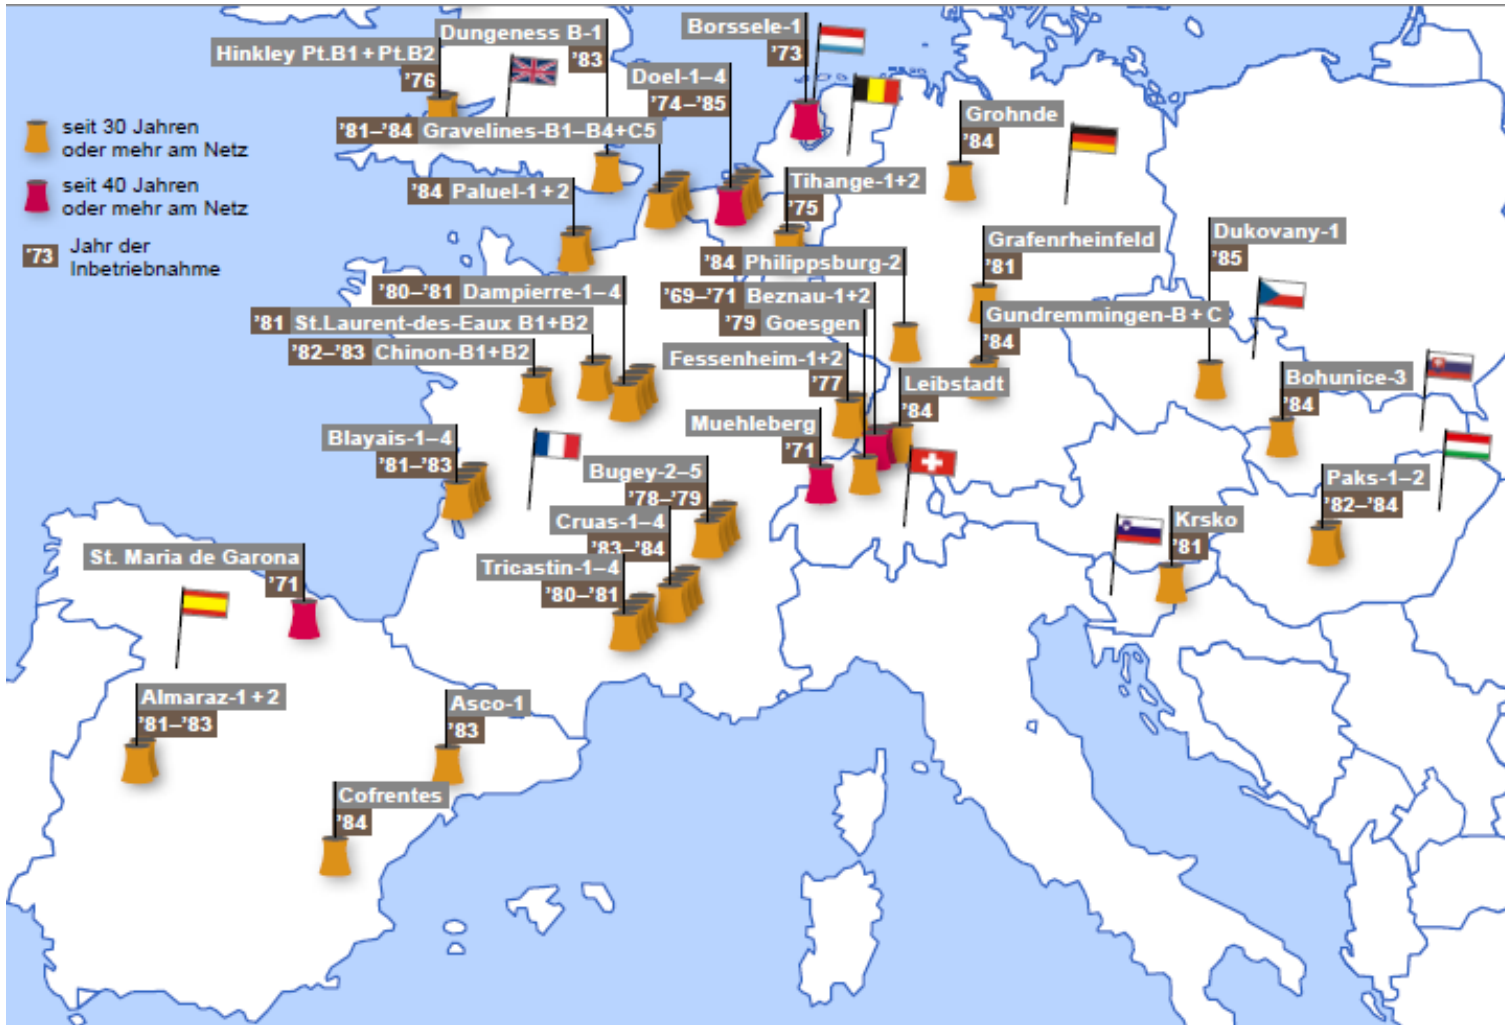 Dungeness B-1
'83
Borssele-1
'73
Hinkley Pt.B1+Pt.B2
'76
Doel-1–4
'74–'85
seit 30 Jahren
oder mehr am Netz
seit 40 Jahren
oder mehr am Netz
'73 Jahr der
Inbetriebnahme
'81–'84 Gravelines-B1–B4+C5
Grohnde
'84
'84 Paluel-1+2
Tihange-1+2
'75
'84 Philippsburg-2
Grafenrheinfeld
'81
Dukovany-1
'85
'80–'81 Dampierre-1–4
'69–'71 Beznau-1+2
'81 St.Laurent-des-Eaux B1+B2
'79 Goesgen
Gundremmingen-B+C
'84
'82–'83 Chinon-B1+B2
Fessenheim-1+2
'77
Leibstadt
'84
Bohunice-3
'84
Muehleberg
'71
Blayais-1–4
'81–'83
Bugey-2–5
'78–'79
Paks-1–2
'82–'84
Cruas-1–4
'83–'84
Krsko
'81
St. Maria de Garona
'71
Tricastin-1–4
'80–'81
Almaraz-1+2
'81–'83
Asco-1
'83
Cofrentes
'84